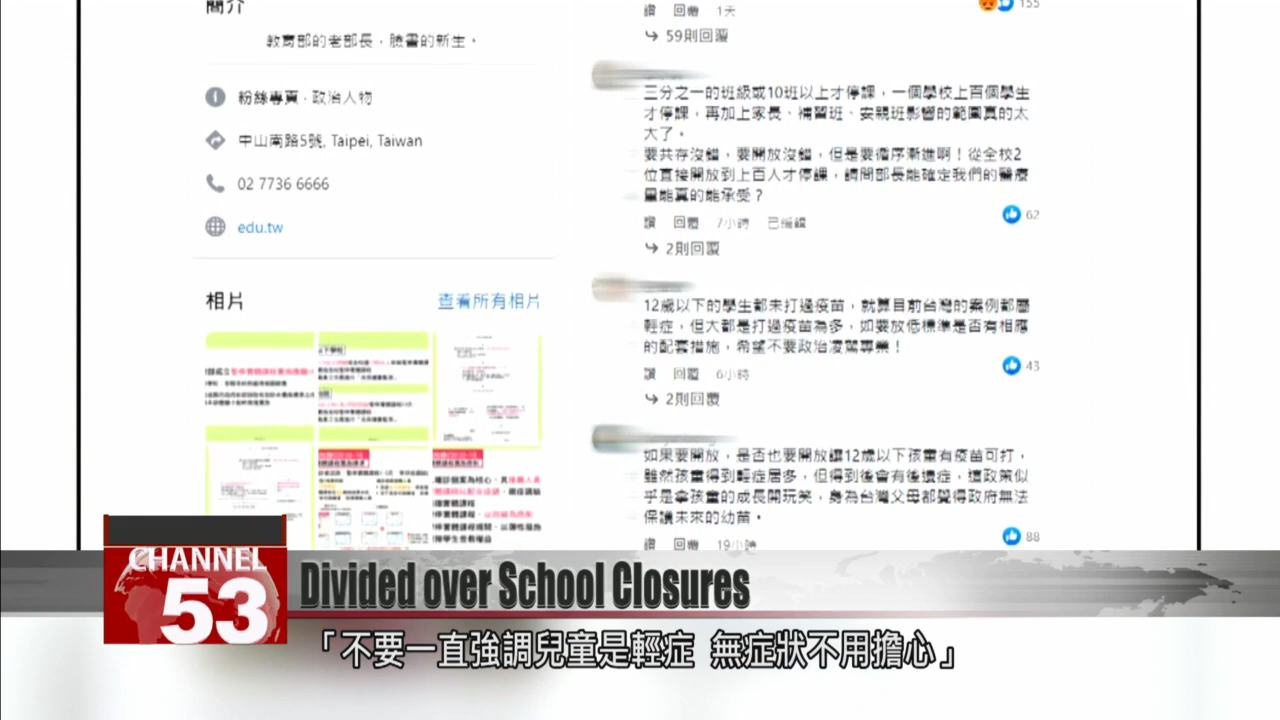 簡介
教育部的老部長，臉書的新生。
粉絲專頁 · 政治人物
中山南路5號, Taipei, Taiwan
02 7736 6666
edu.tw
相片
查看所有相片
讚 回覆 1天
155
59則回覆
三分之一的班級或10班以上才停課，一個學校上百個學生
才停課，再加上家長、補習班、安親班影響的範圍真的太
大了。
要共存沒錯，要開放沒錯，但是要循序漸進啊！從全校2
位直接開放到上百人才停課，請問部長能確定我們的醫療
量能真的能承受？
讚 回覆 7小時 已編輯
62
2則回覆
12歲以下的學生都未打過疫苗，就算目前台灣的案例都屬
輕症，但大都是打過疫苗為多，如要放低標準是否有相應
的配套措施，希望不要政治凌駕專業！
讚 回覆 6小時
43
2則回覆
如果要開放，是否也要開放讓12歲以下孩童有疫苗可打，
雖然孩童得到輕症居多，但得到後會有後遺症，這政策似
乎是拿孩童的成長開玩笑，身為台灣父母都覺得政府無法
保護未來的幼苗。
讚 回覆 19小時
88
CHANNEL
53
Divided over School Closures
「不要一直強調兒童是輕症 無症狀不用擔心」